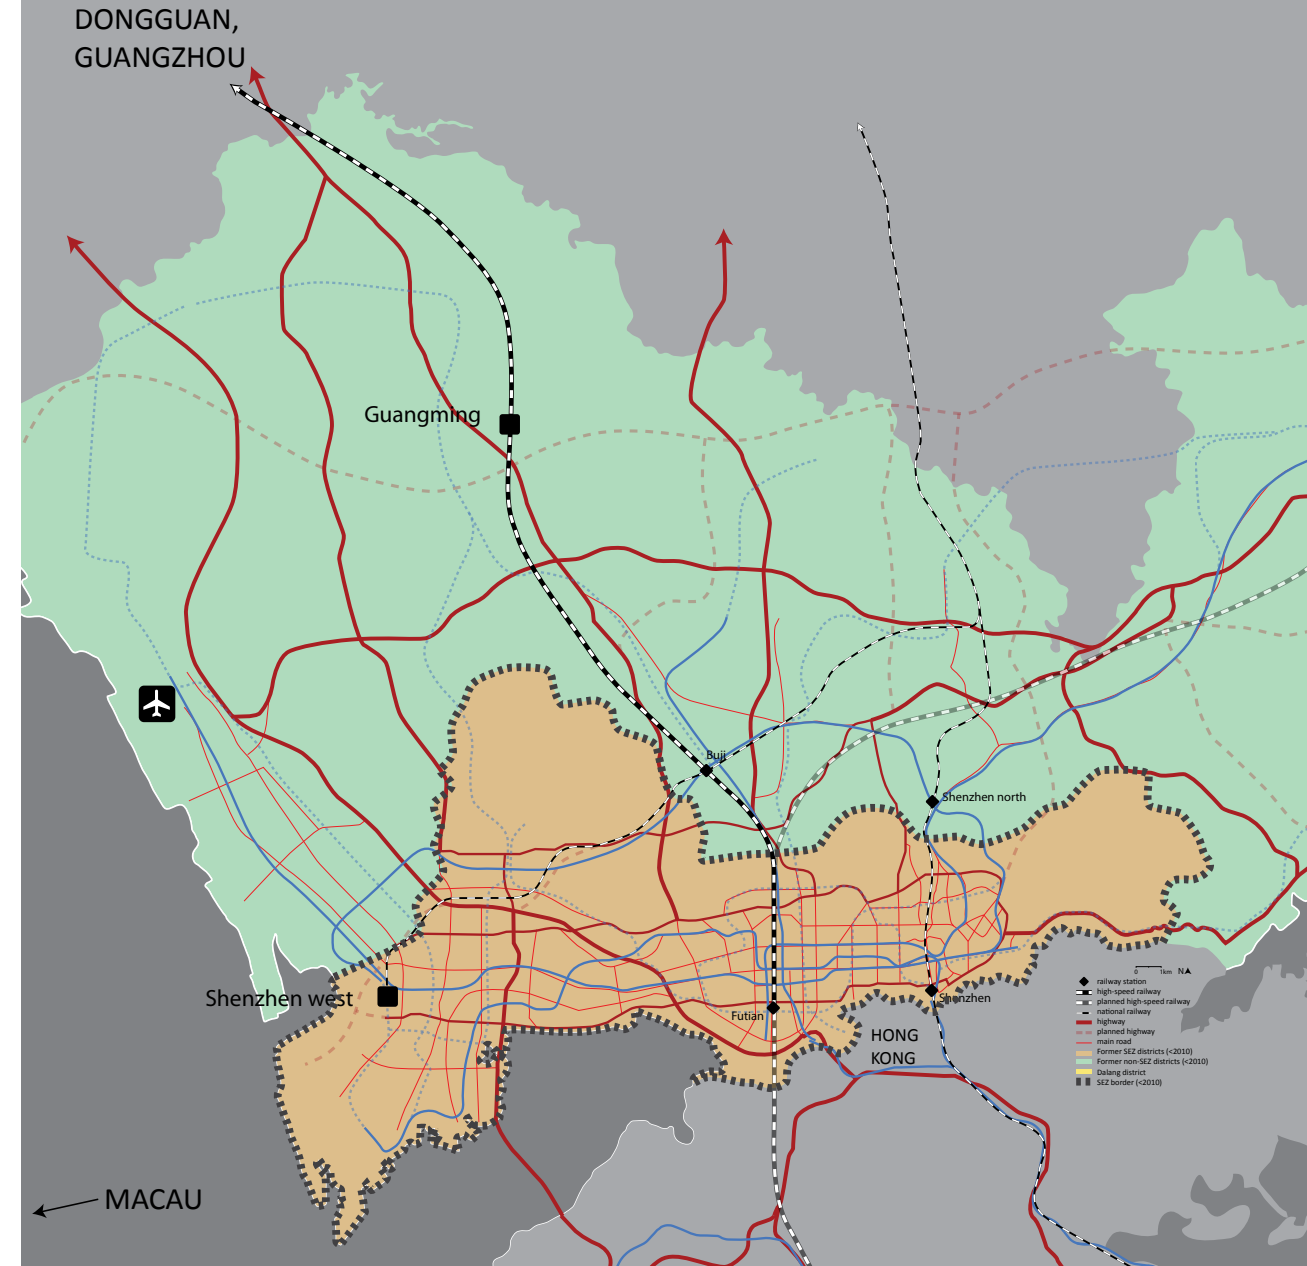 DONGGUAN,
GUANGZHOU
Guangming
Buji
Shenzhen north
Shenzhen west
Shenzhen
Futian
HONG
KONG
MACAU
0 1km N
railway station
high-speed railway
planned high-speed railway
national railway
highway
planned highway
main road
Former SEZ districts (<2010)
Former non-SEZ districts (<2010)
Dalang district
SEZ border (<2010)